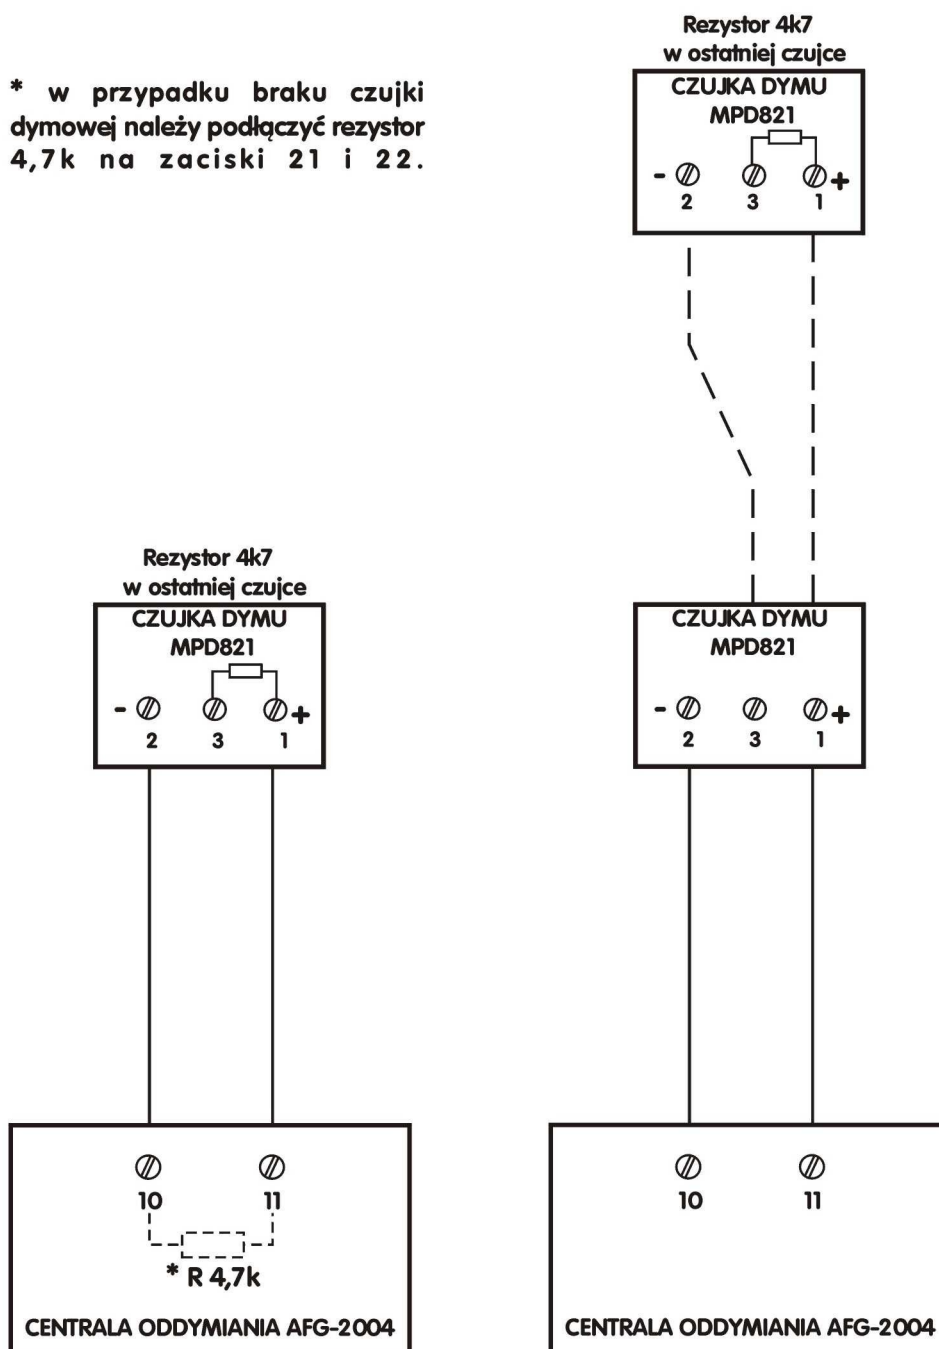 * w przypadku braku czujki
dymowej należy podłączyć rezystor
4,7k na zaciski 21 i 22.
Rezystor 4k7
w ostatniej czujce
CZUJKA DYMU
MPD821
- +
2 3 1
Rezystor 4k7
w ostatniej czujce
CZUJKA DYMU
MPD821
- +
2 3 1
CZUJKA DYMU
MPD821
- +
2 3 1
10 11
* R 4,7k
CENTRALA ODDYMIANIA AFG-2004
10 11
CENTRALA ODDYMIANIA AFG-2004